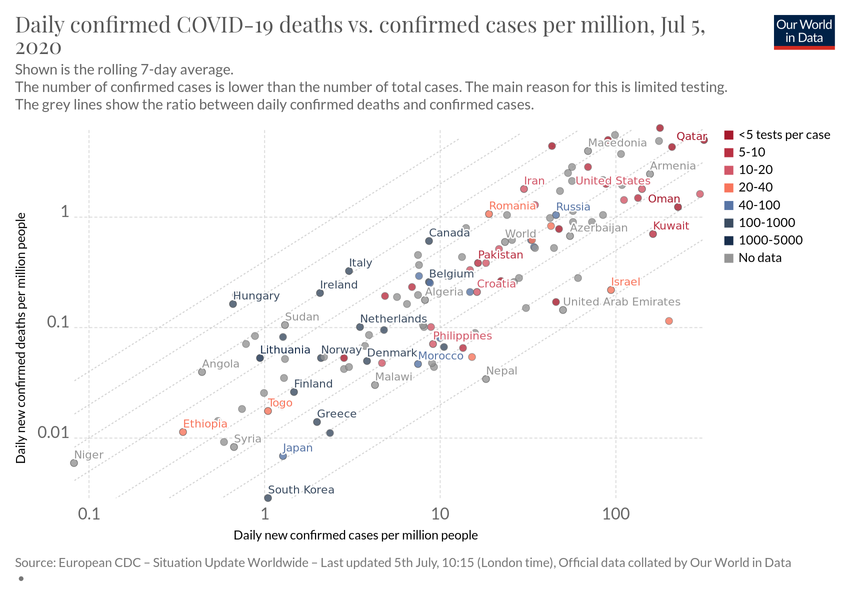 Daily confirmed COVID-19 deaths vs. confirmed cases per million, Jul 5,
2020
Our World
in Data
Shown is the rolling 7-day average.
The number of confirmed cases is lower than the number of total cases. The main reason for this is limited testing.
The grey lines show the ratio between daily confirmed deaths and confirmed cases.
Daily new confirmed deaths per million people
1
0.1
0.01
Qatar
Macedonia
Armenia
Iran
United States
Oman
Romania
Russia
Kuwait
Azerbaijan
World
Canada
Pakistan
Italy
Belgium
Ireland
Croatia
Israel
Algeria
Hungary
United Arab Emirates
Sudan
Netherlands
Philippines
Lithuania
Norway
Denmark
Morocco
Angola
Malawi
Nepal
Finland
Togo
Greece
Ethiopia
Syria
Japan
Niger
South Korea
0.1
1
10
100
Daily new confirmed cases per million people
<5 tests per case
5-10
10-20
20-40
40-100
100-1000
1000-5000
No data
Source: European CDC – Situation Update Worldwide – Last updated 5th July, 10:15 (London time), Official data collated by Our World in Data